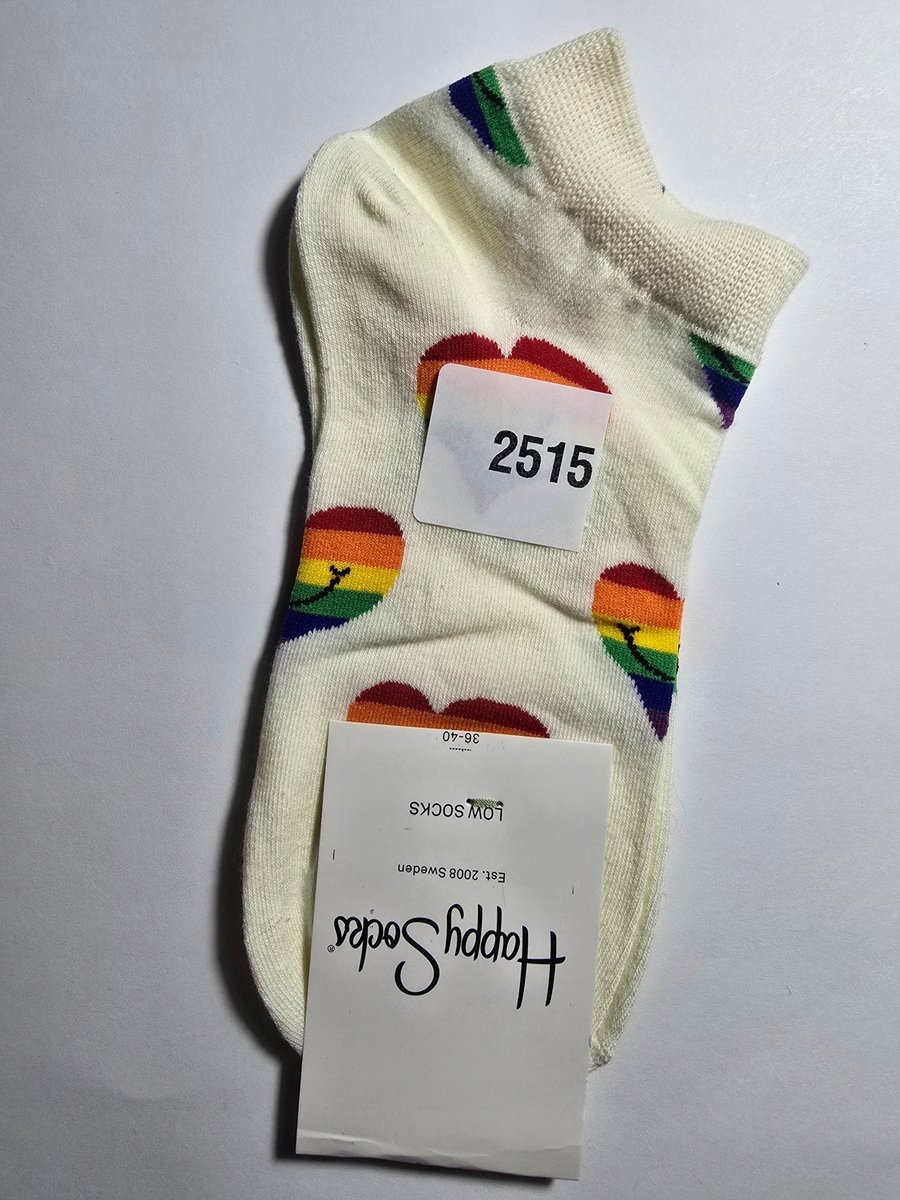 2515
Happy Socks®
Est. 2008 Sweden
LOW SOCKS
36-40